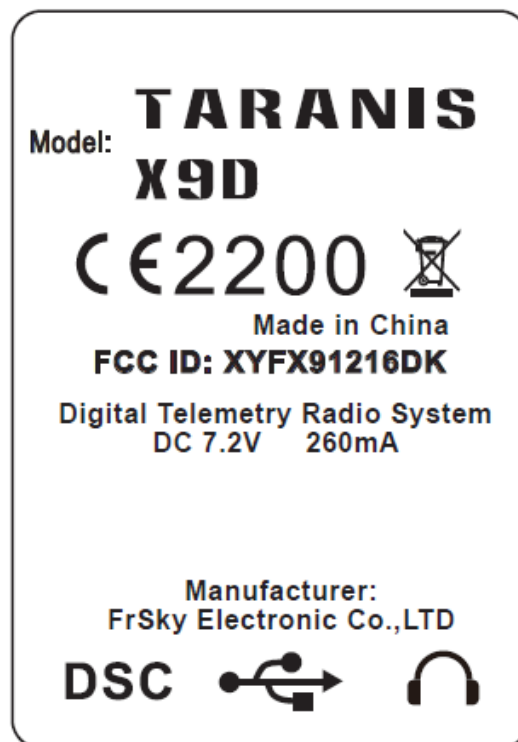 Model: TARANIS
X9D
CE2200
Made in China
FCC ID: XYFX91216DK
Digital Telemetry Radio System
DC 7.2V 260mA
Manufacturer:
FrSky Electronic Co.,LTD
DSC